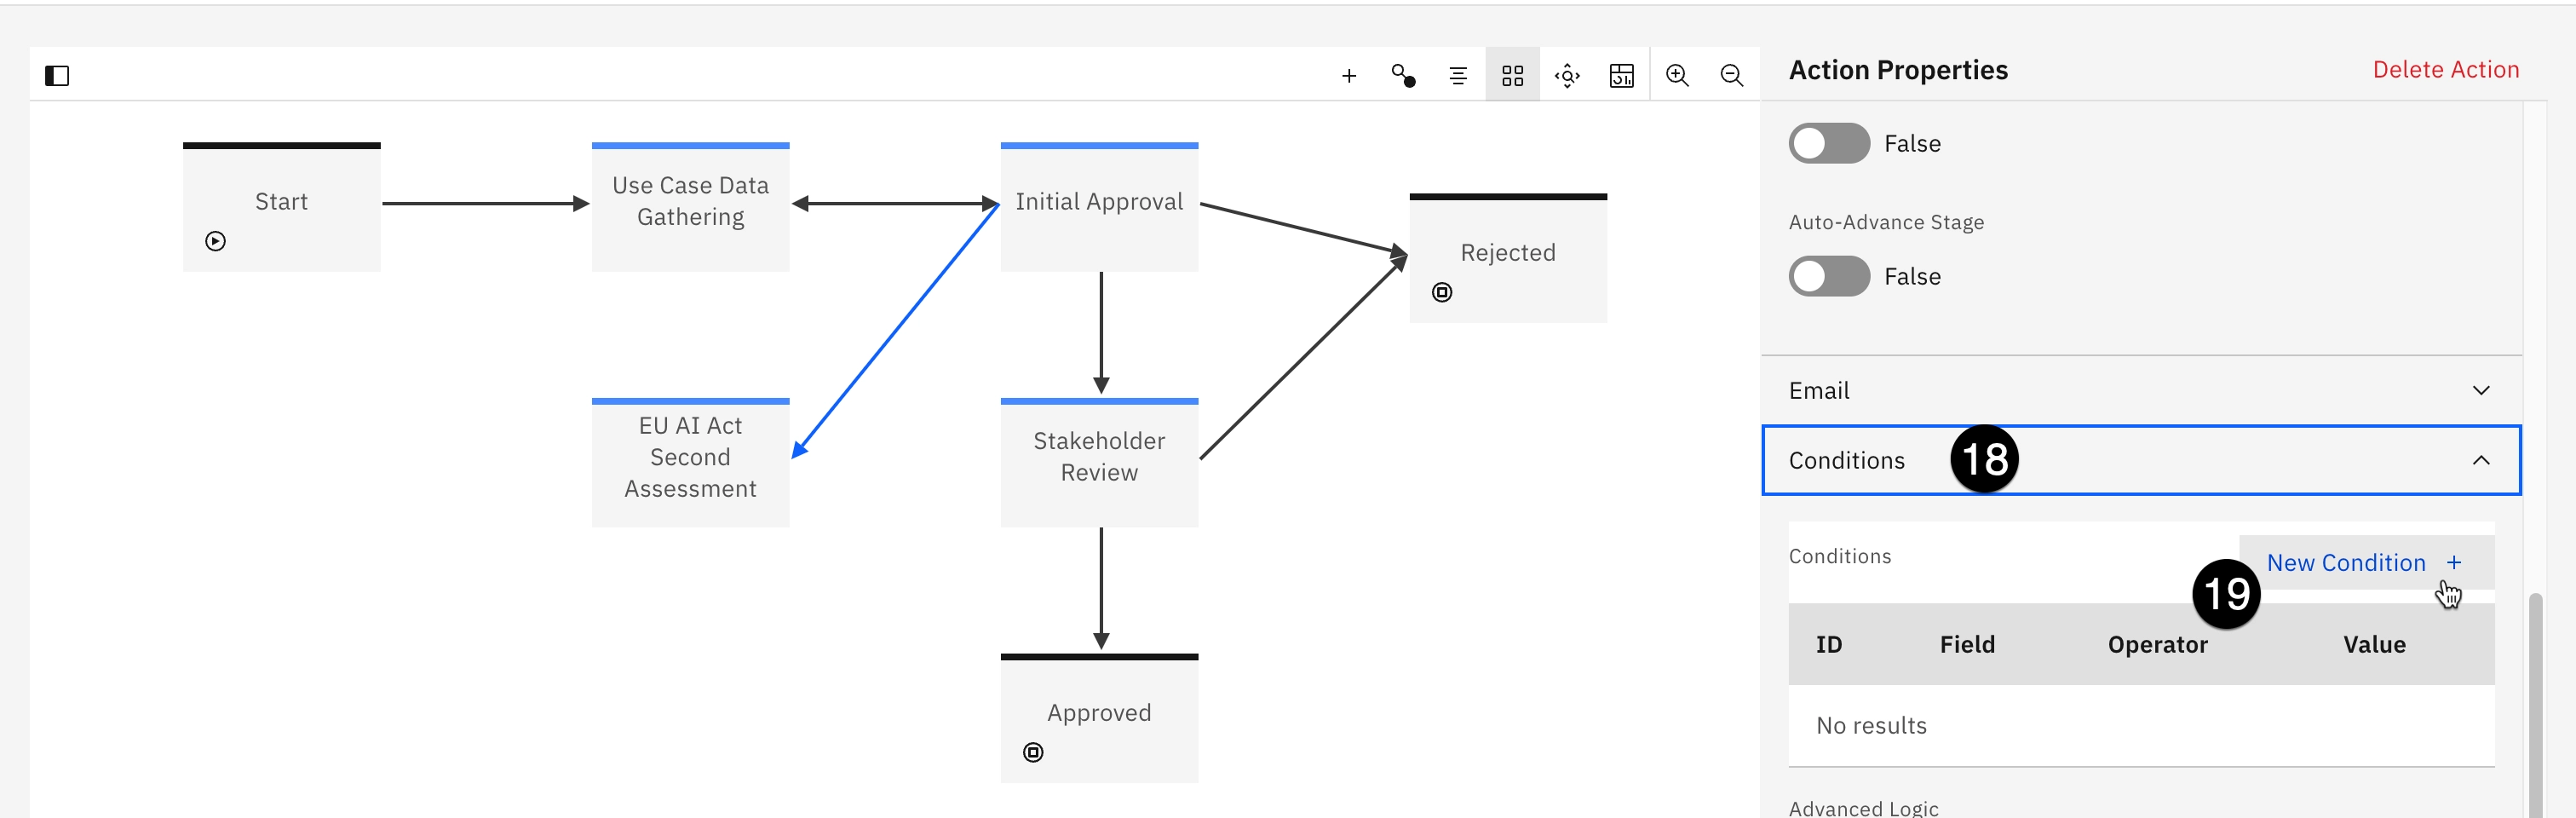 Action Properties
Delete Action
Start
Use Case Data
Gathering
Initial Approval
Rejected
EU AI Act
Second
Assessment
Stakeholder
Review
Approved
False
Auto-Advance Stage
False
Email
Conditions
18
Conditions
New Condition +
19
ID Field Operator Value
No results
Advanced Logic